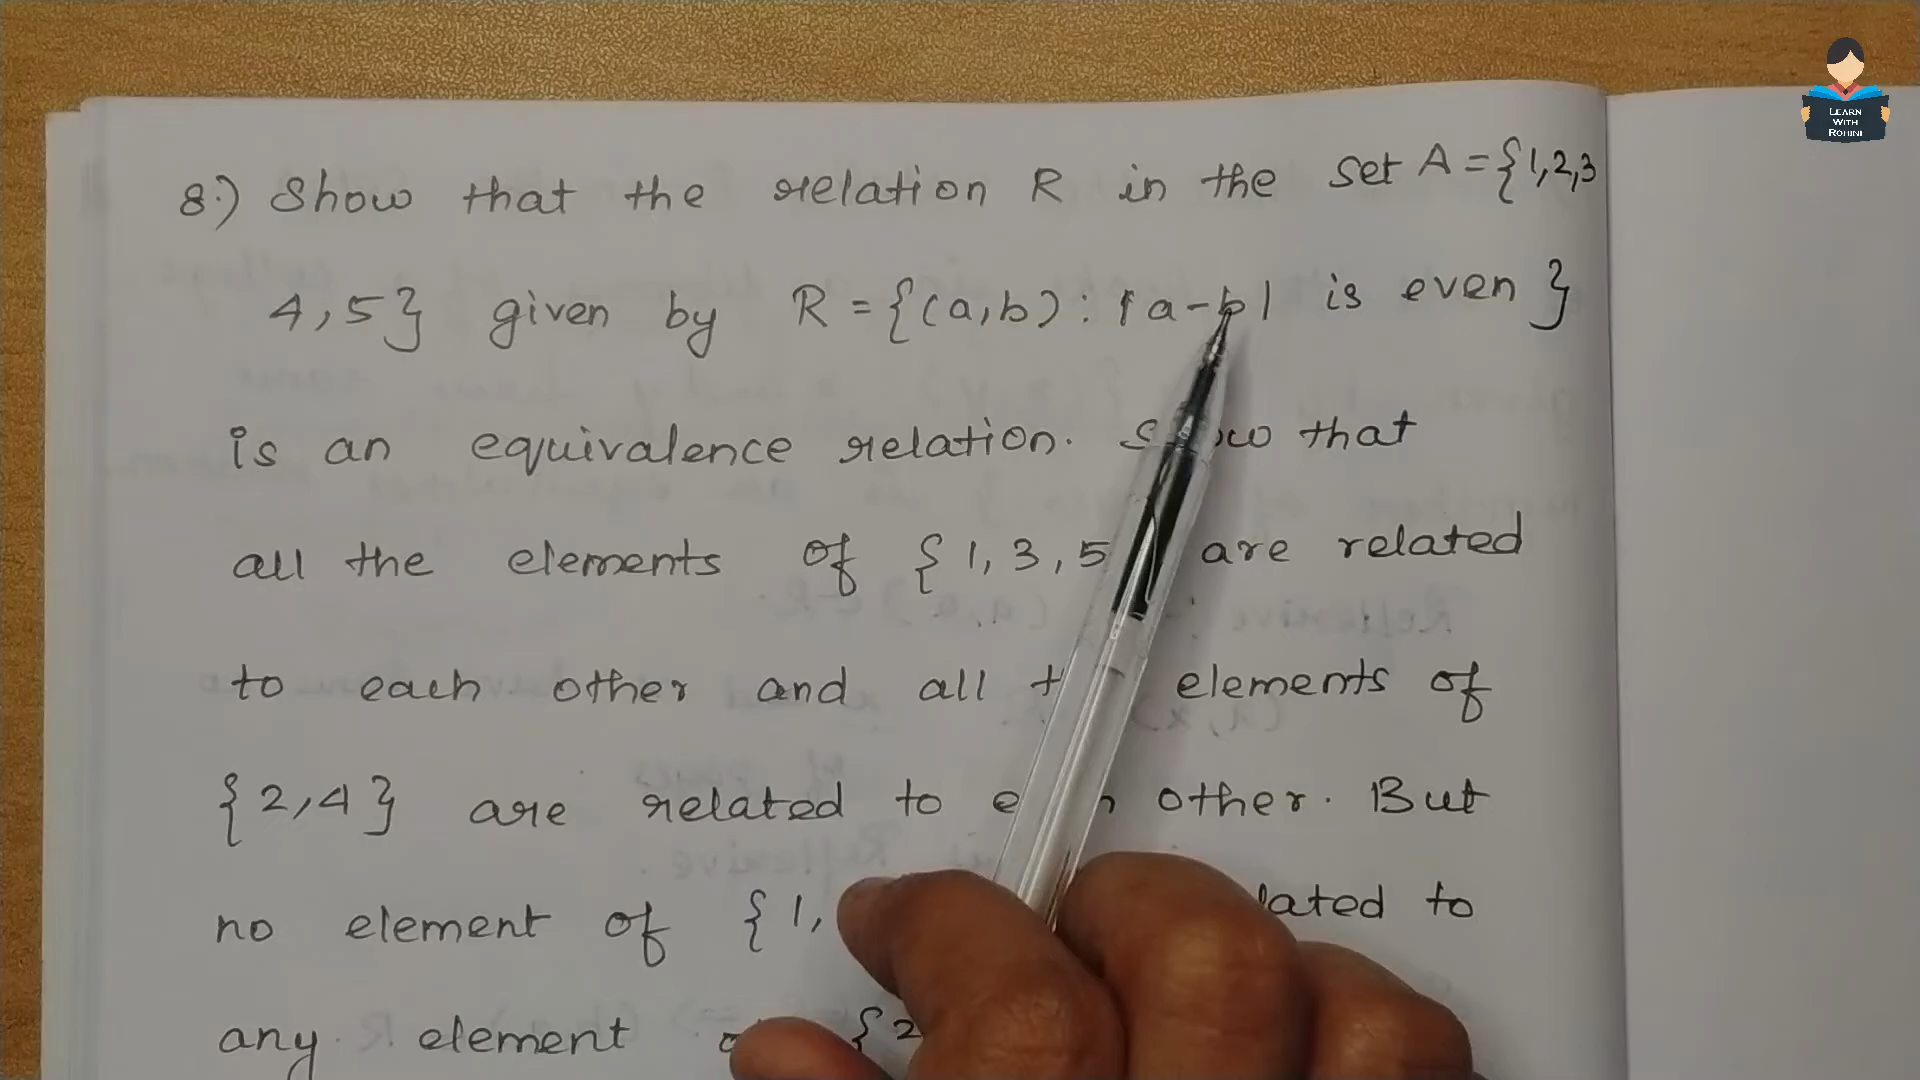 8.) Show that the relation R in the set A = {1,2,3
4,5} given by R = {(a,b) : |a-b| is even}
is an equivalence relation. Show that
all the elements of {1, 3, 5 are related
to each other and all elements of
{2,4} are related to other. But
no element of {1, to
any element {2
LEARN
WITH
ROHINI